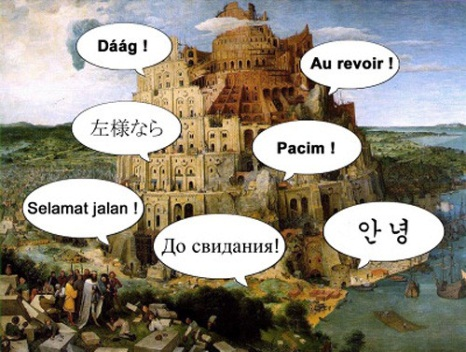 Dáág !
Au revoir !
左様なら
Pacim !
Selamat jalan !
До свидания!
안녕